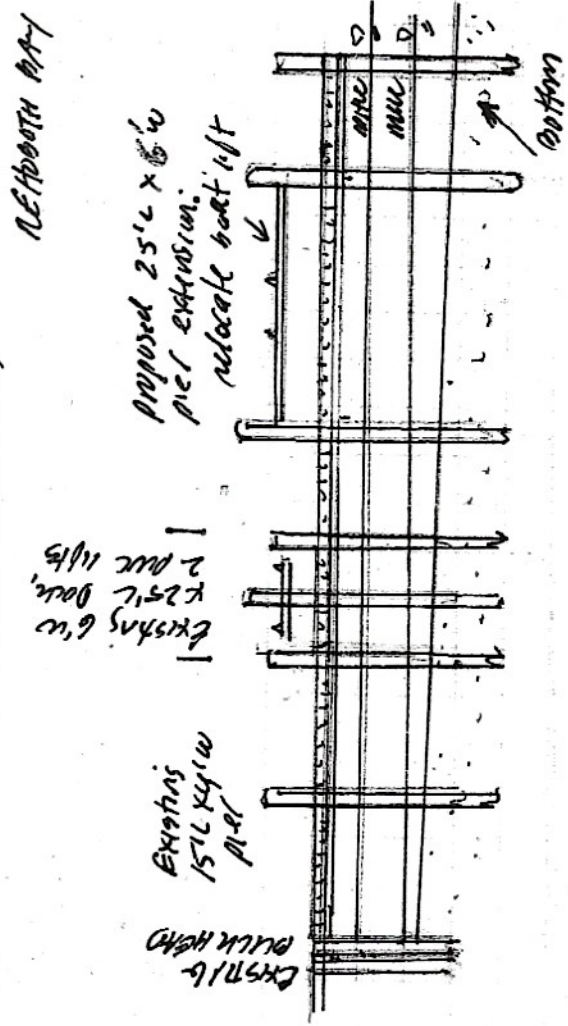 REHOBOTH BAY
proposed 25'L x 6'w
pier extension.
relocate boat lift
Existing 6'w
x 25'L Dock,
2 PWC lifts
Existing
15'L x 4'w
pier
EXISTIG
BULKHEAD
MHW
MLW
Bottom